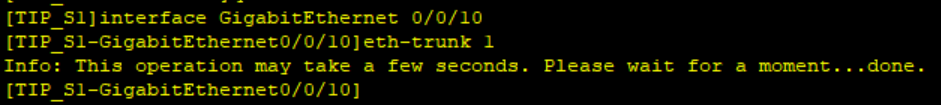 [TIP_S1]interface GigabitEthernet 0/0/10
[TIP_S1-GigabitEthernet0/0/10]eth-trunk 1
Info: This operation may take a few seconds. Please wait for a moment...done.
[TIP_S1-GigabitEthernet0/0/10]